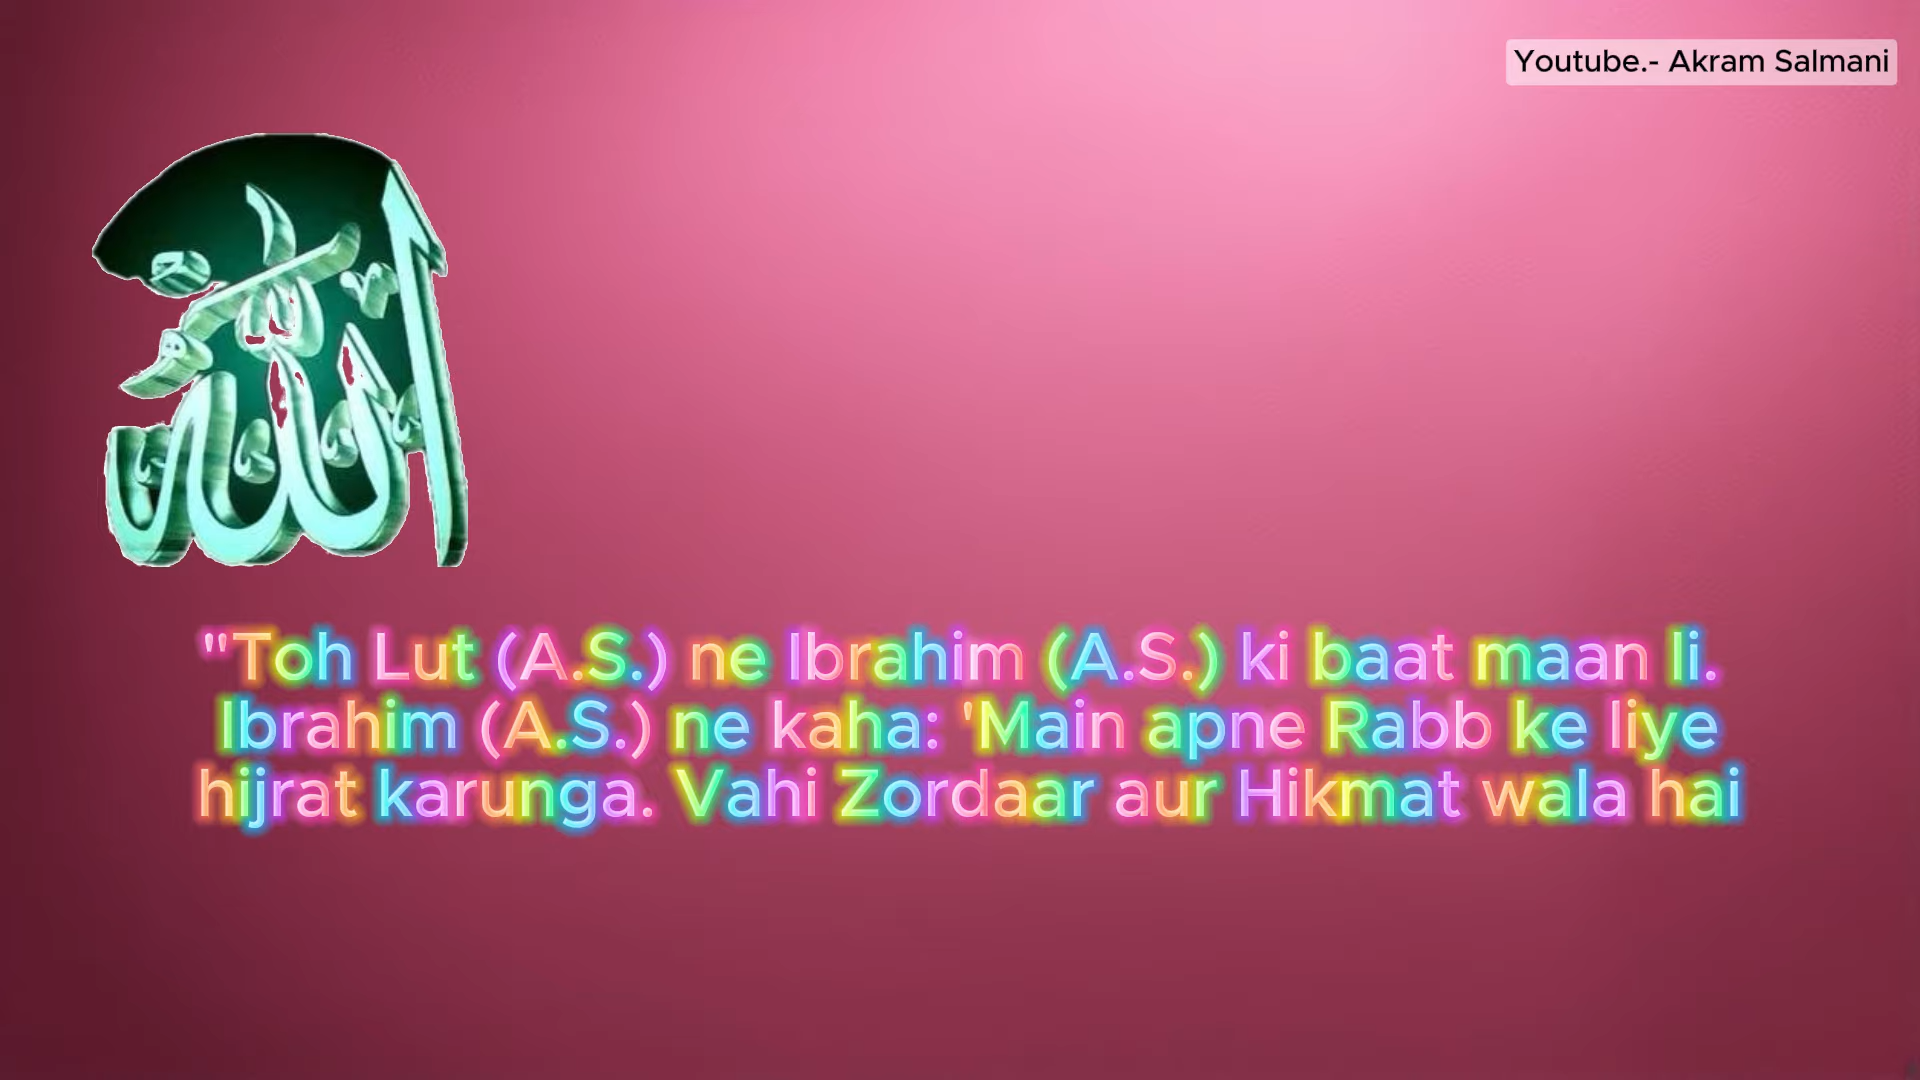 Youtube.- Akram Salmani
الله
"Toh Lut (A.S.) ne Ibrahim (A.S.) ki baat maan li.
Ibrahim (A.S.) ne kaha: 'Main apne Rabb ke liye
hijrat karunga. Vahi Zordaar aur Hikmat wala hai